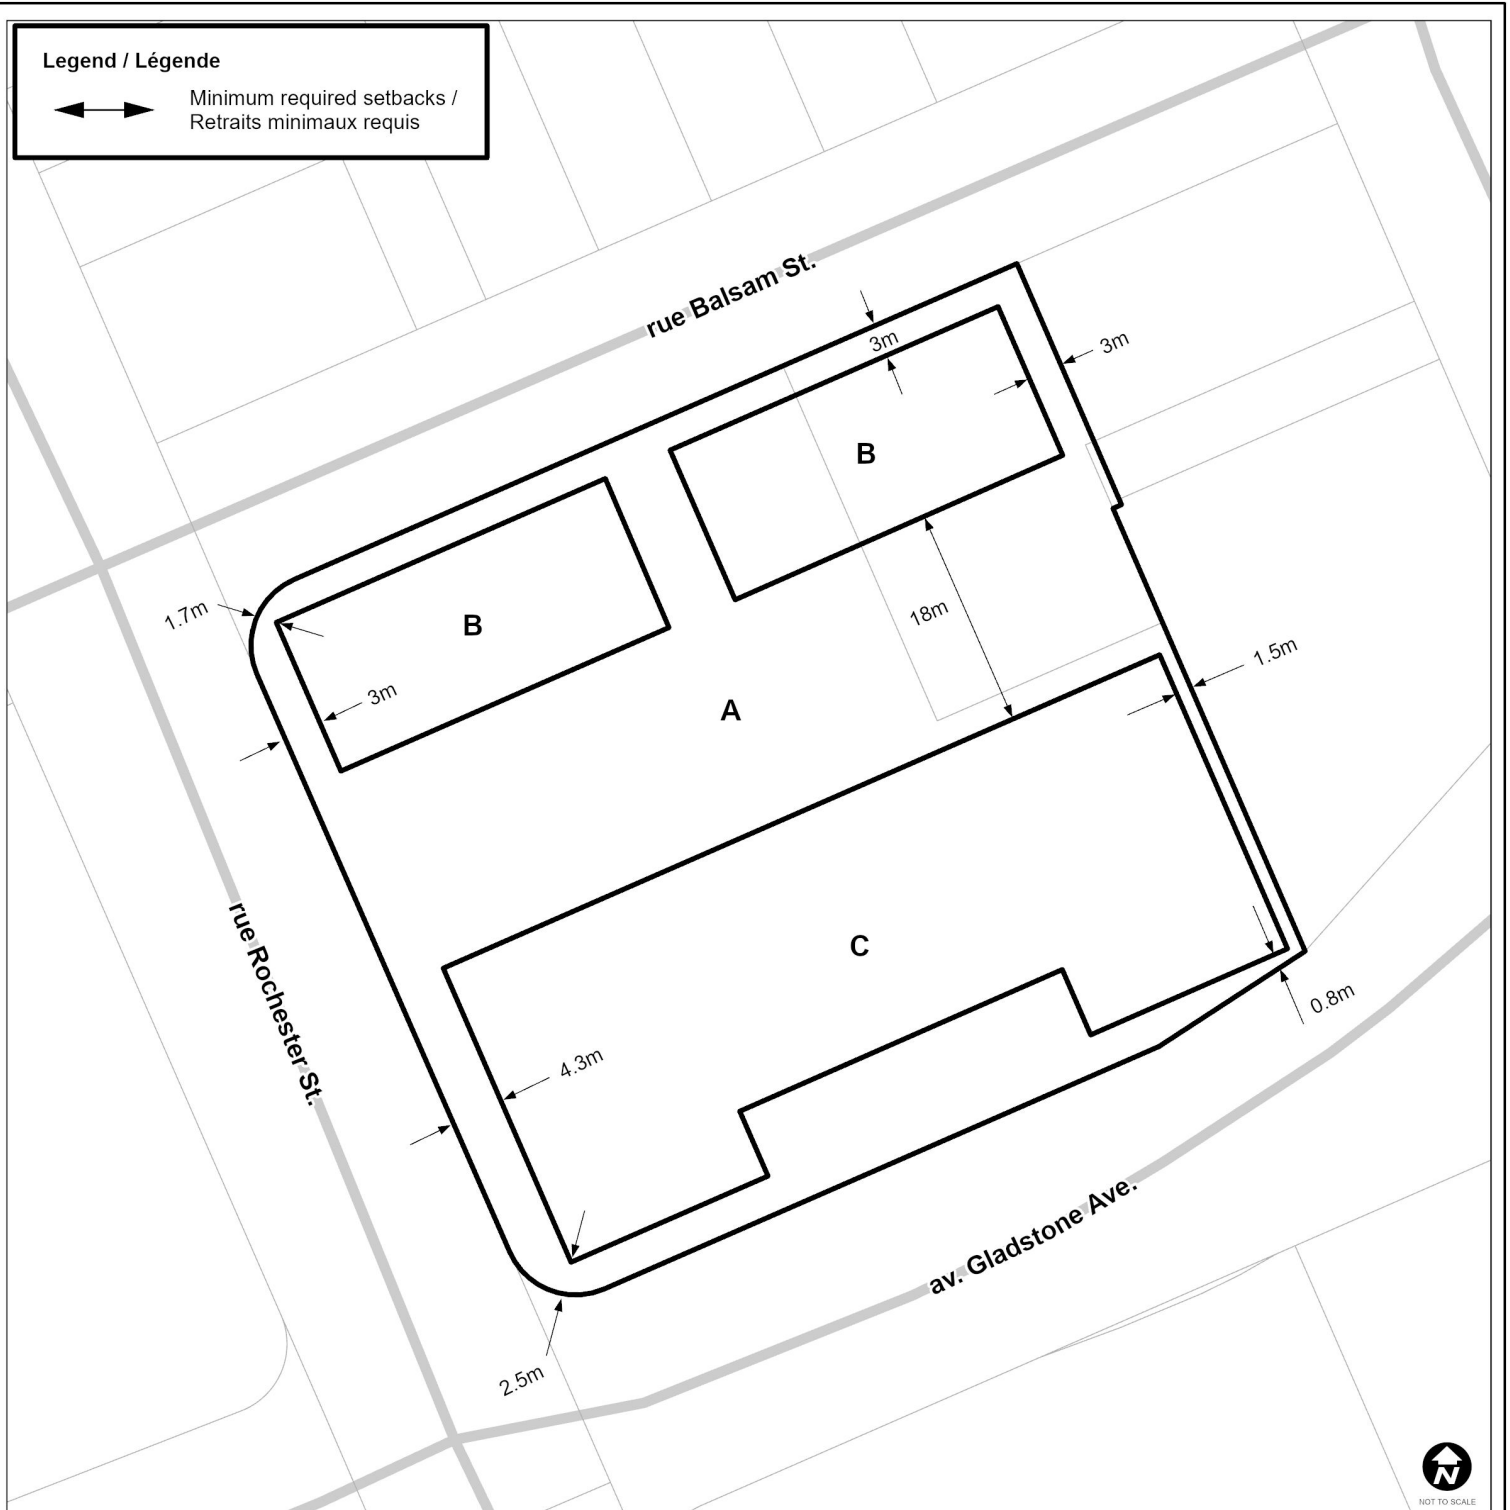 Legend / Légende
Minimum required setbacks /
Retraits minimaux requis
rue Balsam St.
3m
3m
B
1.7m
B
18m
3m
1.5m
A
rue Rochester St.
C
0.8m
4.3m
av. Gladstone Ave.
2.5m
N
NOT TO SCALE